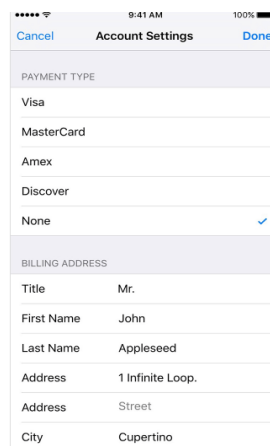 9:41 AM 100%
Cancel Account Settings Done
PAYMENT TYPE
Visa
MasterCard
Amex
Discover
None
BILLING ADDRESS
Title Mr.
First Name John
Last Name Appleseed
Address 1 Infinite Loop.
Address Street
City Cupertino